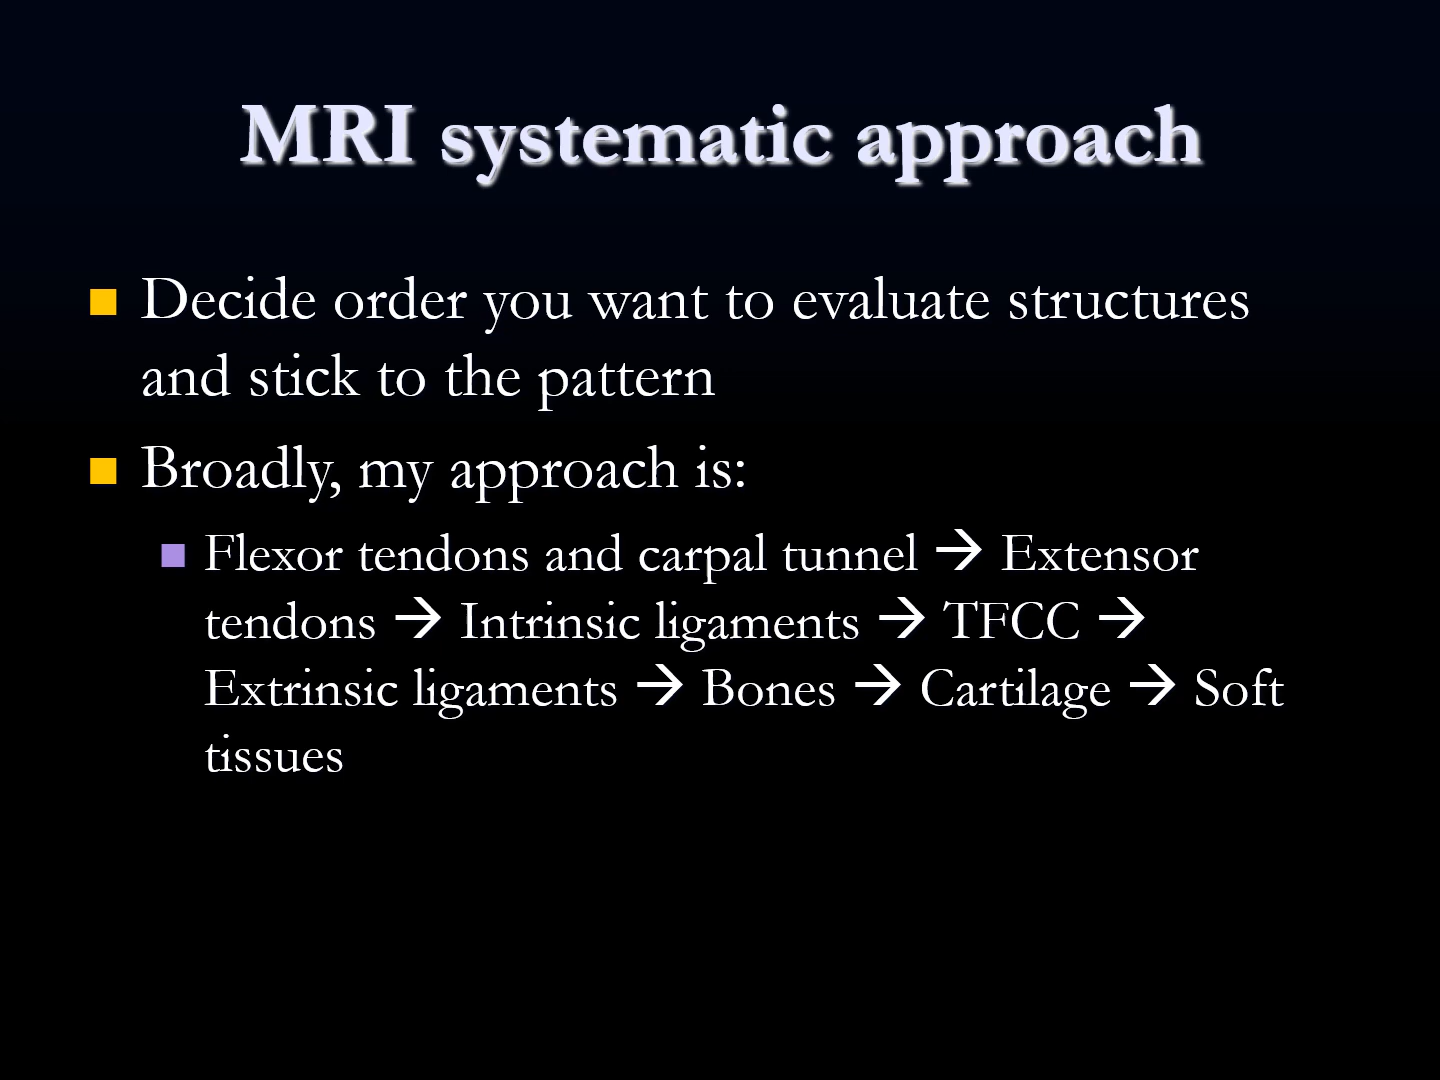 MRI systematic approach
Decide order you want to evaluate structures
and stick to the pattern
Broadly, my approach is:
Flexor tendons and carpal tunnel → Extensor
tendons → Intrinsic ligaments → TFCC →
Extrinsic ligaments → Bones → Cartilage → Soft
tissues